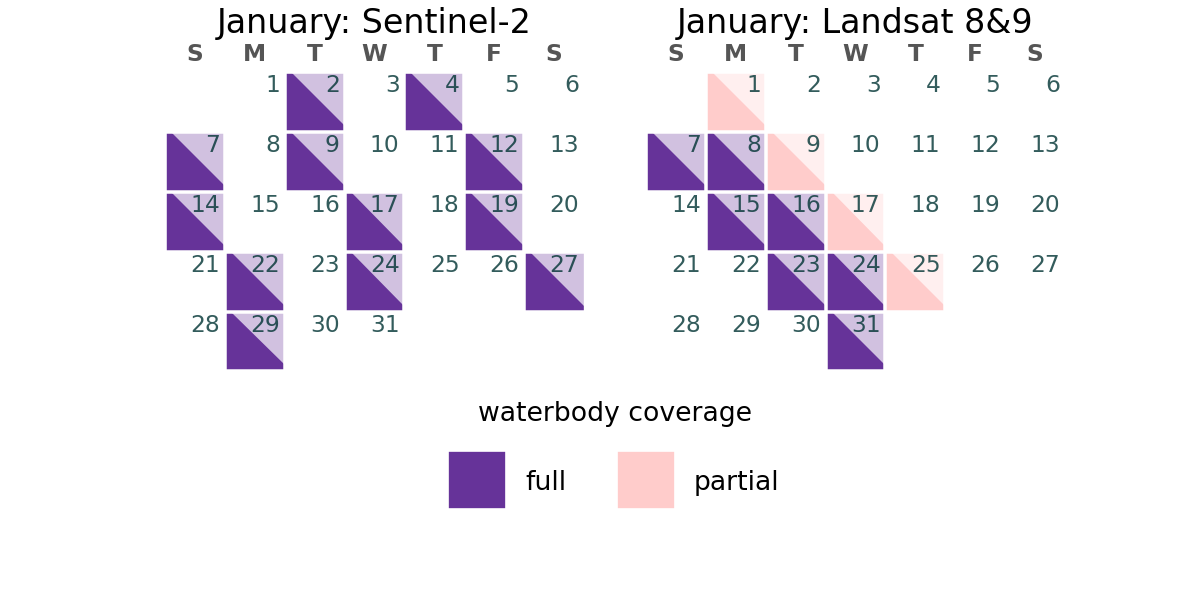 January: Sentinel-2
S M T W T F S
1 2 3 4 5 6
7 8 9 10 11 12 13
14 15 16 17 18 19 20
21 22 23 24 25 26 27
28 29 30 31
January: Landsat 8&9
S M T W T F S
1 2 3 4 5 6
7 8 9 10 11 12 13
14 15 16 17 18 19 20
21 22 23 24 25 26 27
28 29 30 31
waterbody coverage
full partial